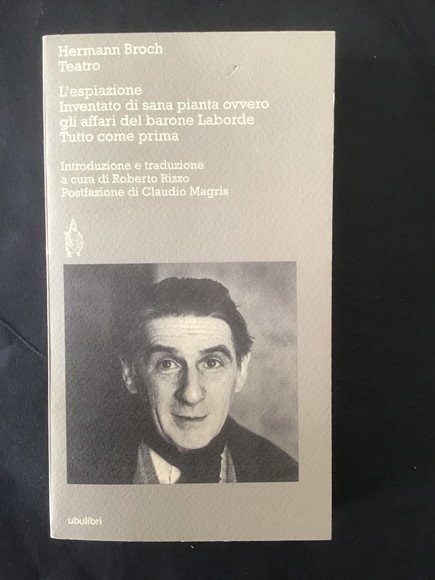 Hermann Broch
Teatro
L'espiazione
Inventato di sana pianta ovvero
gli affari del barone Laborde
Tutto come prima
Introduzione e traduzione
a cura di Roberto Rizzo
Postfazione di Claudio Magris
ubulibri